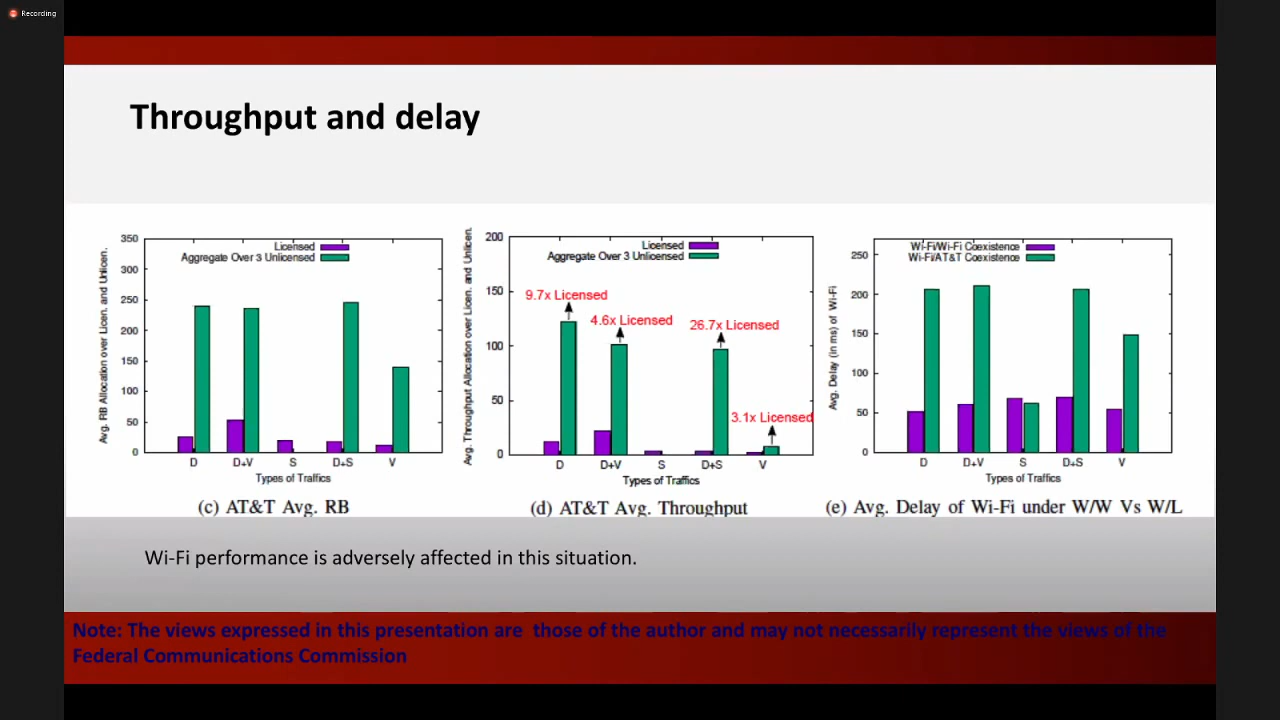 Recording
Throughput and delay
350
300
250
200
150
100
50
0
Avg. RB Allocation over Licen. and Unlicen.
Licensed
Aggregate Over 3 Unlicensed
D D+V S D+S V
Types of Traffics
(c) AT&T Avg. RB
200
150
100
50
0
Avg. Throughput Allocation over Licen. and Unlicen.
Licensed
Aggregate Over 3 Unlicensed
9.7x Licensed
4.6x Licensed
26.7x Licensed
3.1x Licensed
D D+V S D+S V
Types of Traffics
(d) AT&T Avg. Throughput
250
200
150
100
50
0
Avg. Delay (in ms) of Wi-Fi
Wi-Fi/Wi-Fi Coexistence
Wi-Fi/AT&T Coexistence
D D+V S D+S V
Types of Traffics
(e) Avg. Delay of Wi-Fi under W/W Vs W/L
Wi-Fi performance is adversely affected in this situation.
Note: The views expressed in this presentation are those of the author and may not necessarily represent the views of the
Federal Communications Commission